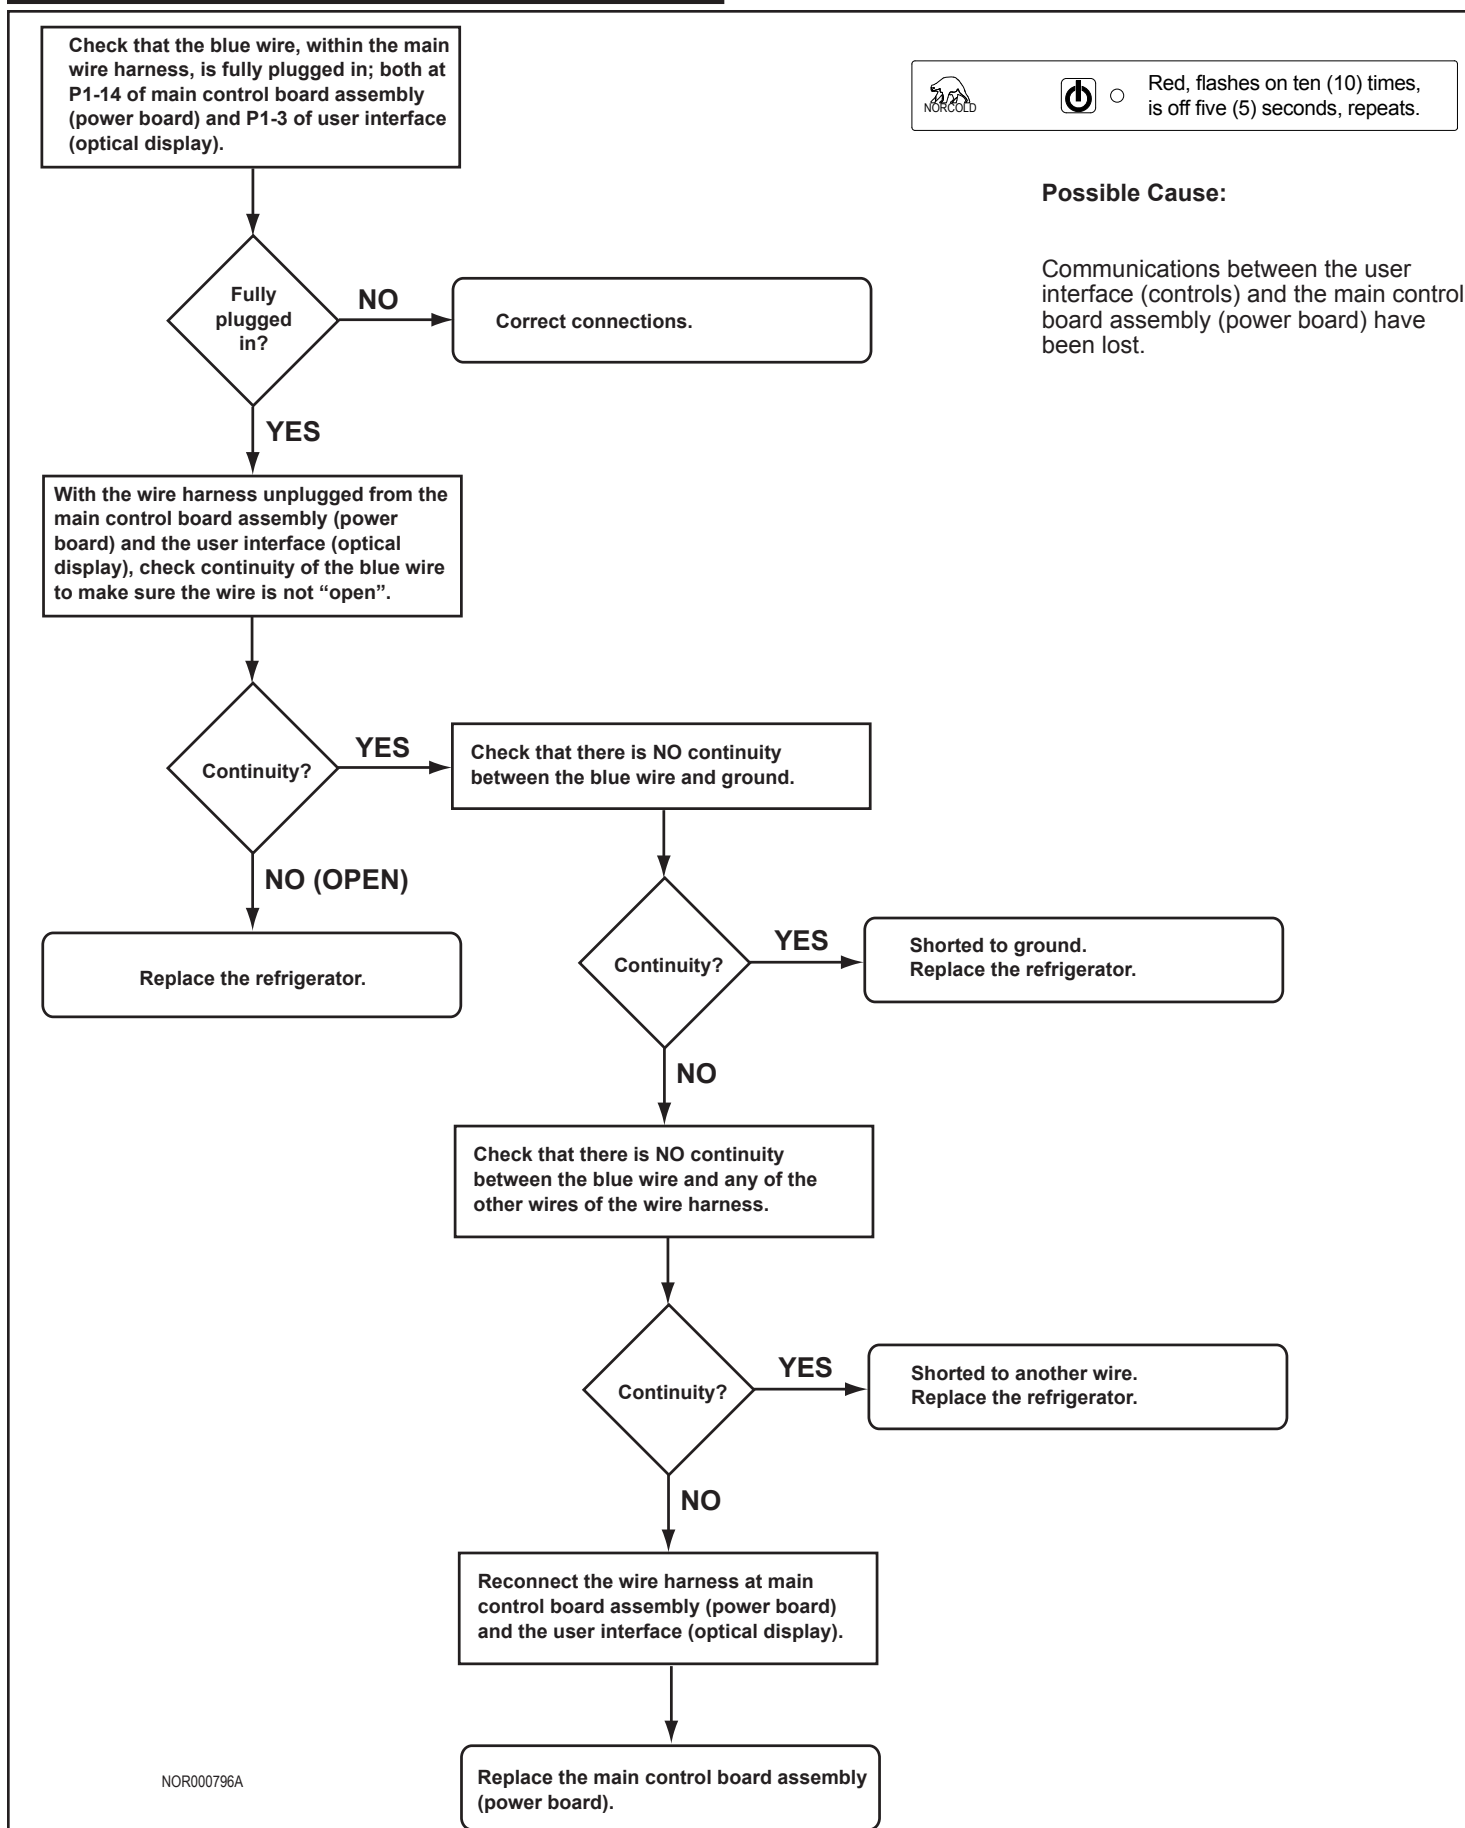 Check that the blue wire, within the main
wire harness, is fully plugged in; both at
P1-14 of main control board assembly
(power board) and P1-3 of user interface
(optical display).
NORCOLD
Red, flashes on ten (10) times,
is off five (5) seconds, repeats.
Possible Cause:
Communications between the user
interface (controls) and the main control
board assembly (power board) have
been lost.
Fully
plugged
in?
NO
Correct connections.
YES
With the wire harness unplugged from the
main control board assembly (power
board) and the user interface (optical
display), check continuity of the blue wire
to make sure the wire is not “open”.
Continuity?
YES
Check that there is NO continuity
between the blue wire and ground.
NO (OPEN)
Replace the refrigerator.
Continuity?
YES
Shorted to ground.
Replace the refrigerator.
NO
Check that there is NO continuity
between the blue wire and any of the
other wires of the wire harness.
Continuity?
YES
Shorted to another wire.
Replace the refrigerator.
NO
Reconnect the wire harness at main
control board assembly (power board)
and the user interface (optical display).
Replace the main control board assembly
(power board).
NOR000796A